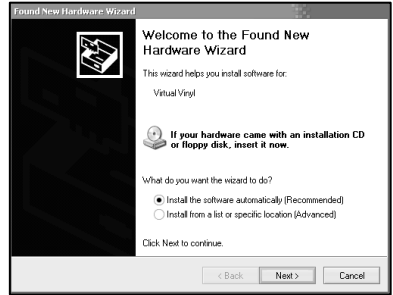 Found New Hardware Wizard
Welcome to the Found New
Hardware Wizard
This wizard helps you install software for:
Virtual Vinyl
If your hardware came with an installation CD
or floppy disk, insert it now.
What do you want the wizard to do?
Install the software automatically (Recommended)
Install from a list or specific location (Advanced)
Click Next to continue.
< Back
Next >
Cancel